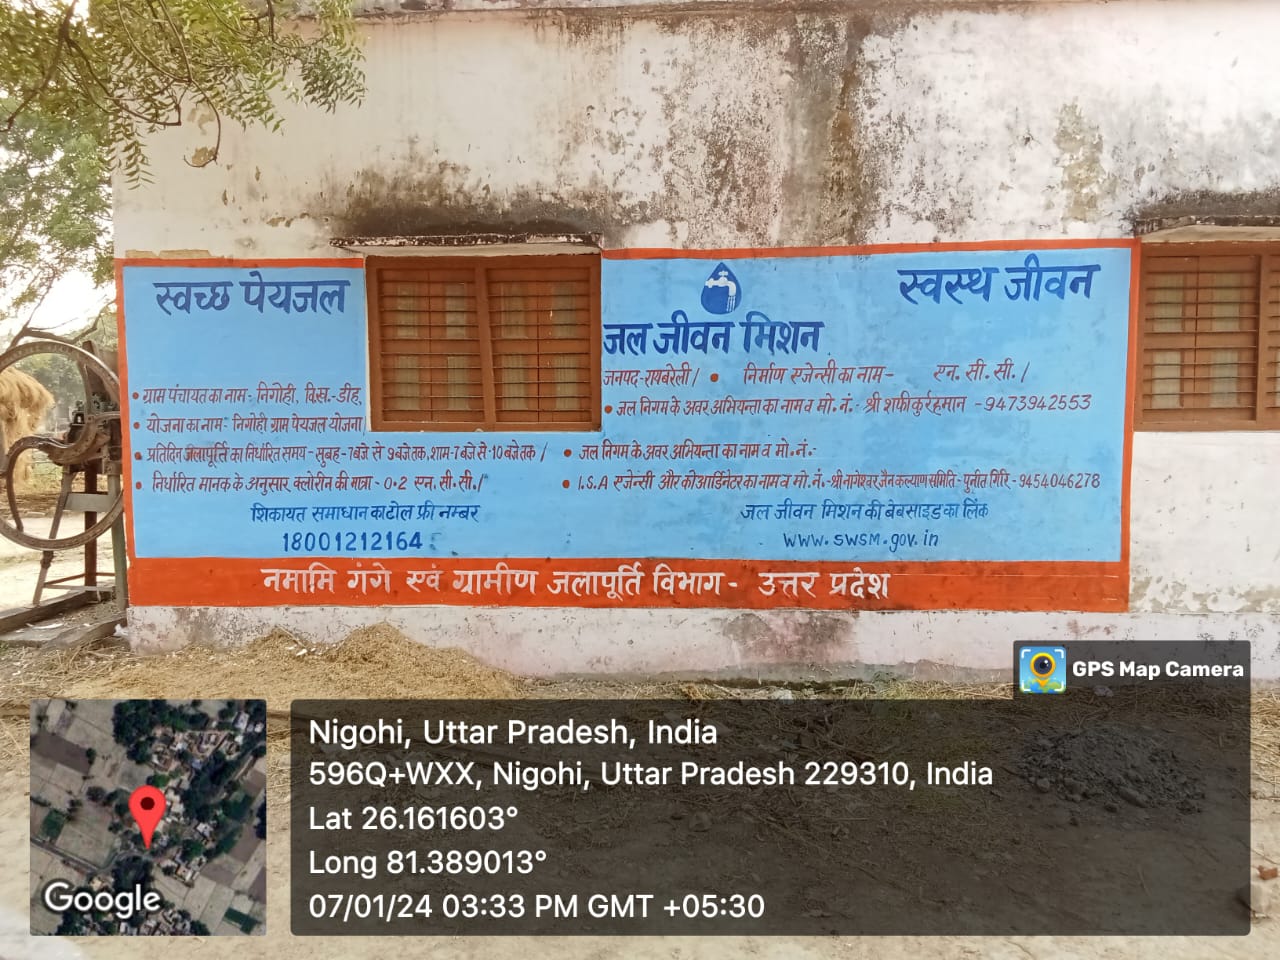 स्वच्छ पेयजल
स्वस्थ जीवन
जल जीवन मिशन
• ग्राम पंचायत का नाम:- निगोही, वि.ख.-डीह,
जनपद-रायबरेली/ • निर्माण एजेन्सी का नाम- एन. सी. सी./
• योजना का नाम: निगोही ग्राम पेयजल योजना
• जल निगम के अवर अभियन्ता का नाम व मो. नं.- श्री शफीकुर्रहमान -9473942553
• प्रतिदिन जलापूर्ति का निर्धारित समय- सुबह-7 बजे से 9 बजे तक, शाम-7 बजे से-10 बजे तक /
• जल निगम के अवर अभियन्ता का नाम व मो. नं.-
• निर्धारित मानक के अनुसार क्लोरीन की मात्रा - 0.2 एन. सी. सी./
• I.S.A एजेन्सी और कोआर्डिनेटर का नाम व मो. नं.-श्री नागेश्वर जैन कल्याण समिति - पुनीत गिरि - 9454046278
शिकायत समाधान का टोल फ्री नम्बर
18001212164
जल जीवन मिशन की बेबसाइड का लिंक
www.swsm.gov.in
नमामि गंगे एवं ग्रामीण जलापूर्ति विभाग- उत्तर प्रदेश
GPS Map Camera
Nigohi, Uttar Pradesh, India
596Q+WXX, Nigohi, Uttar Pradesh 229310, India
Lat 26.161603°
Long 81.389013°
07/01/24 03:33 PM GMT +05:30
Google